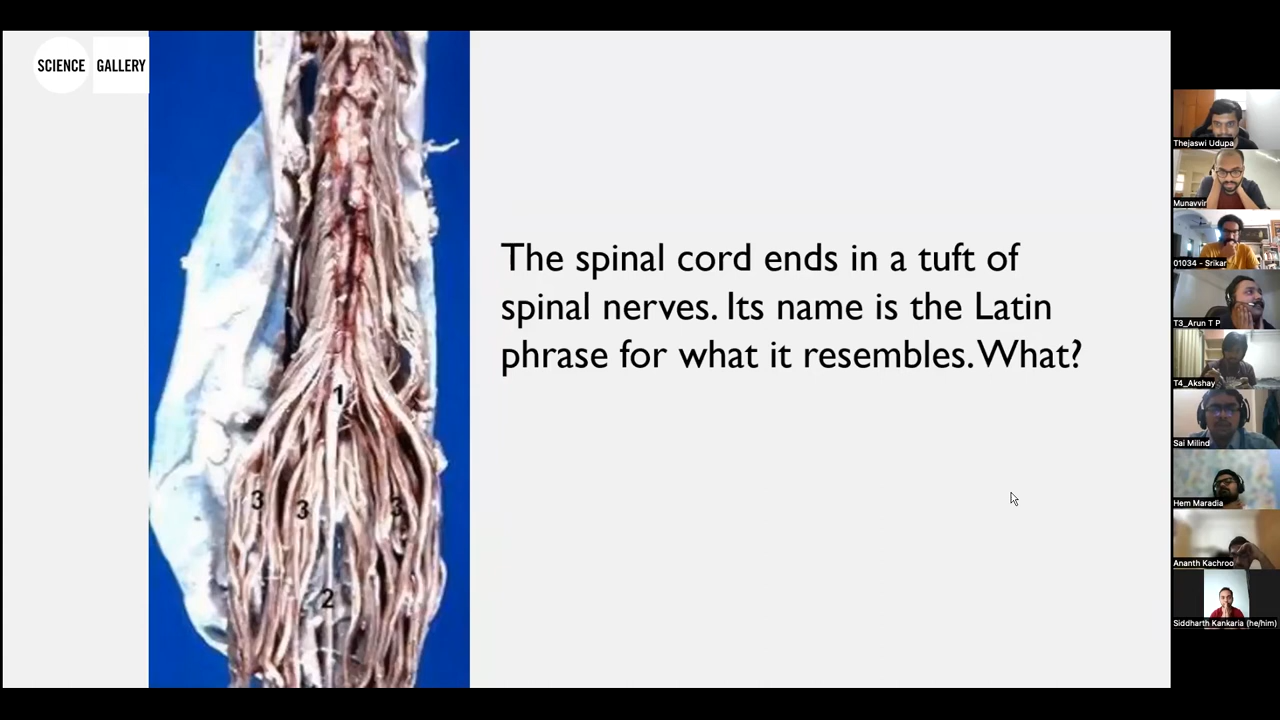 SCIENCE GALLERY
The spinal cord ends in a tuft of
spinal nerves. Its name is the Latin
phrase for what it resembles. What?
1
3 3 3
2
Thejaswi Udupa
Munavvir
01034 - Srikar
T3_Arun T P
T4_Akshay
Sai Milind
Hem Maradia
Ananth Kachroo
Siddharth Kankaria (he/him)